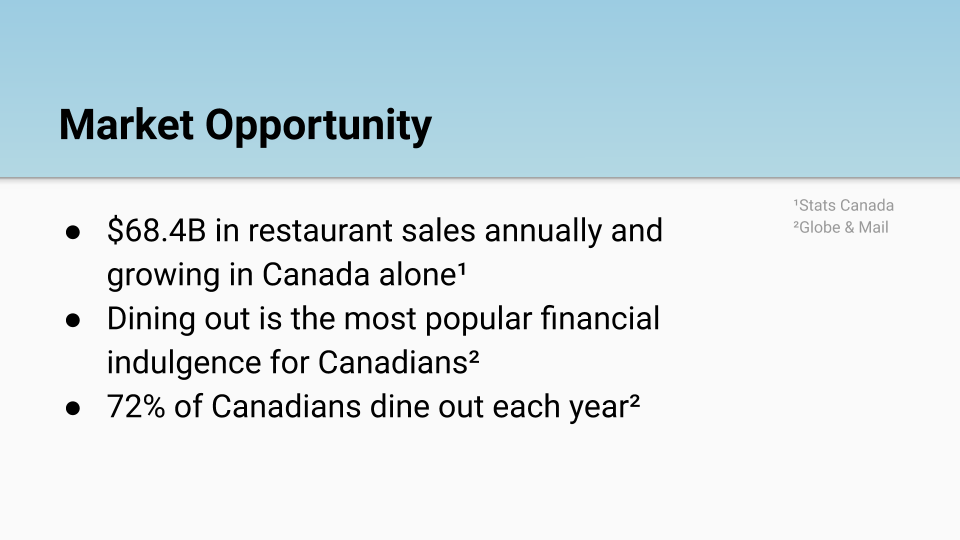 Market Opportunity
● $68.4B in restaurant sales annually and
growing in Canada alone¹
● Dining out is the most popular financial
indulgence for Canadians²
● 72% of Canadians dine out each year²
¹Stats Canada
²Globe & Mail